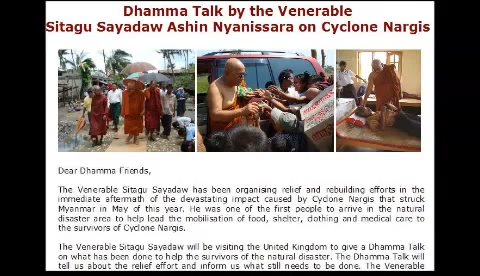 Dhamma Talk by the Venerable
Sitagu Sayadaw Ashin Nyanissara on Cyclone Nargis
Dear Dhamma Friends,
The Venerable Sitagu Sayadaw has been organising relief and rebuilding efforts in the
immediate aftermath of the devastating impact caused by Cyclone Nargis that struck
Myanmar in May of this year. He was one of the first people to arrive in the natural
disaster area to help lead the mobilisation of food, shelter, clothing and medical care to
the survivors of Cyclone Nargis.
The Venerable Sitagu Sayadaw will be visiting the United Kingdom to give a Dhamma Talk
on what has been done to help the survivors of the natural disaster. The Dhamma Talk will
tell us about the relief effort and inform us what still needs to be done. The Venerable